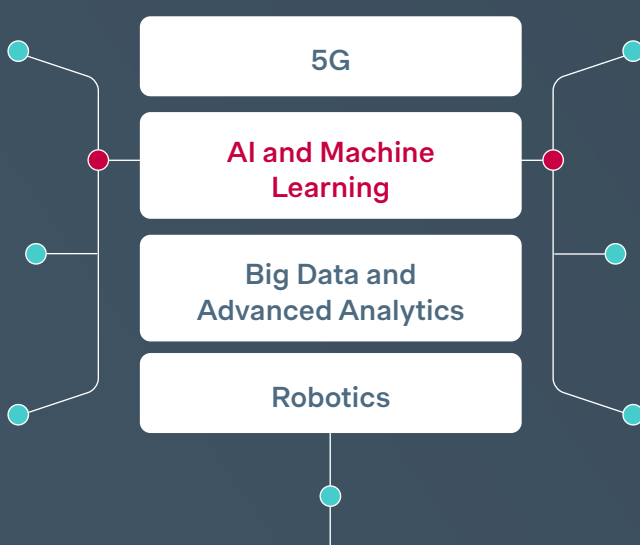 5G
AI and Machine
Learning
Big Data and
Advanced Analytics
Robotics